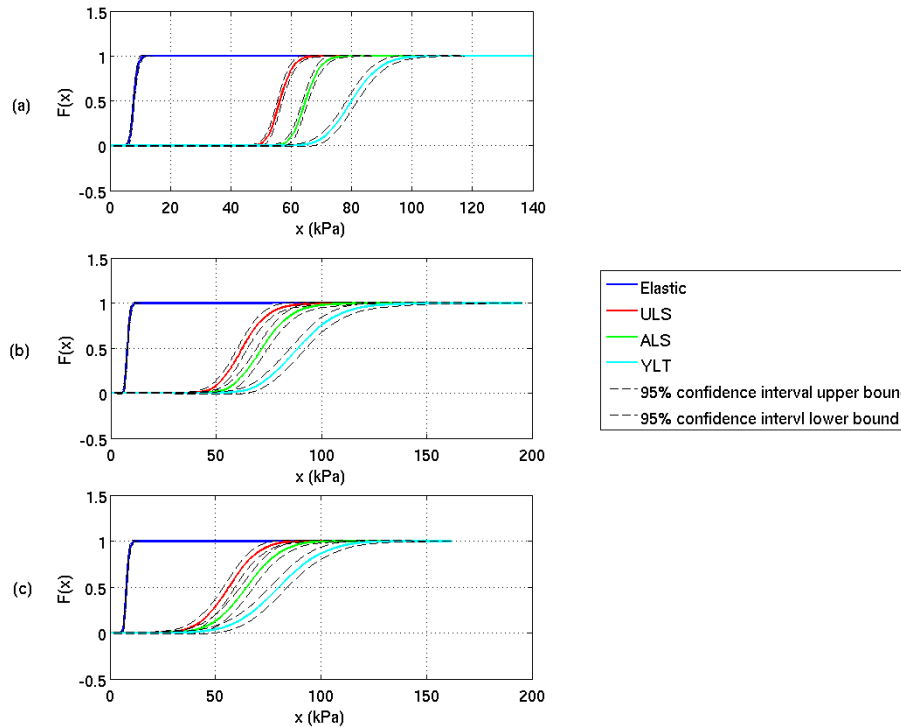 (a)
F(x)
1.5
1
0.5
0
-0.5
0 20 40 60 80 100 120 140
x (kPa)
(b)
F(x)
1.5
1
0.5
0
-0.5
0 50 100 150 200
x (kPa)
Elastic
ULS
ALS
YLT
95% confidence interval upper boun
95% confidence intervl lower bound
(c)
F(x)
1.5
1
0.5
0
-0.5
0 50 100 150 200
x (kPa)